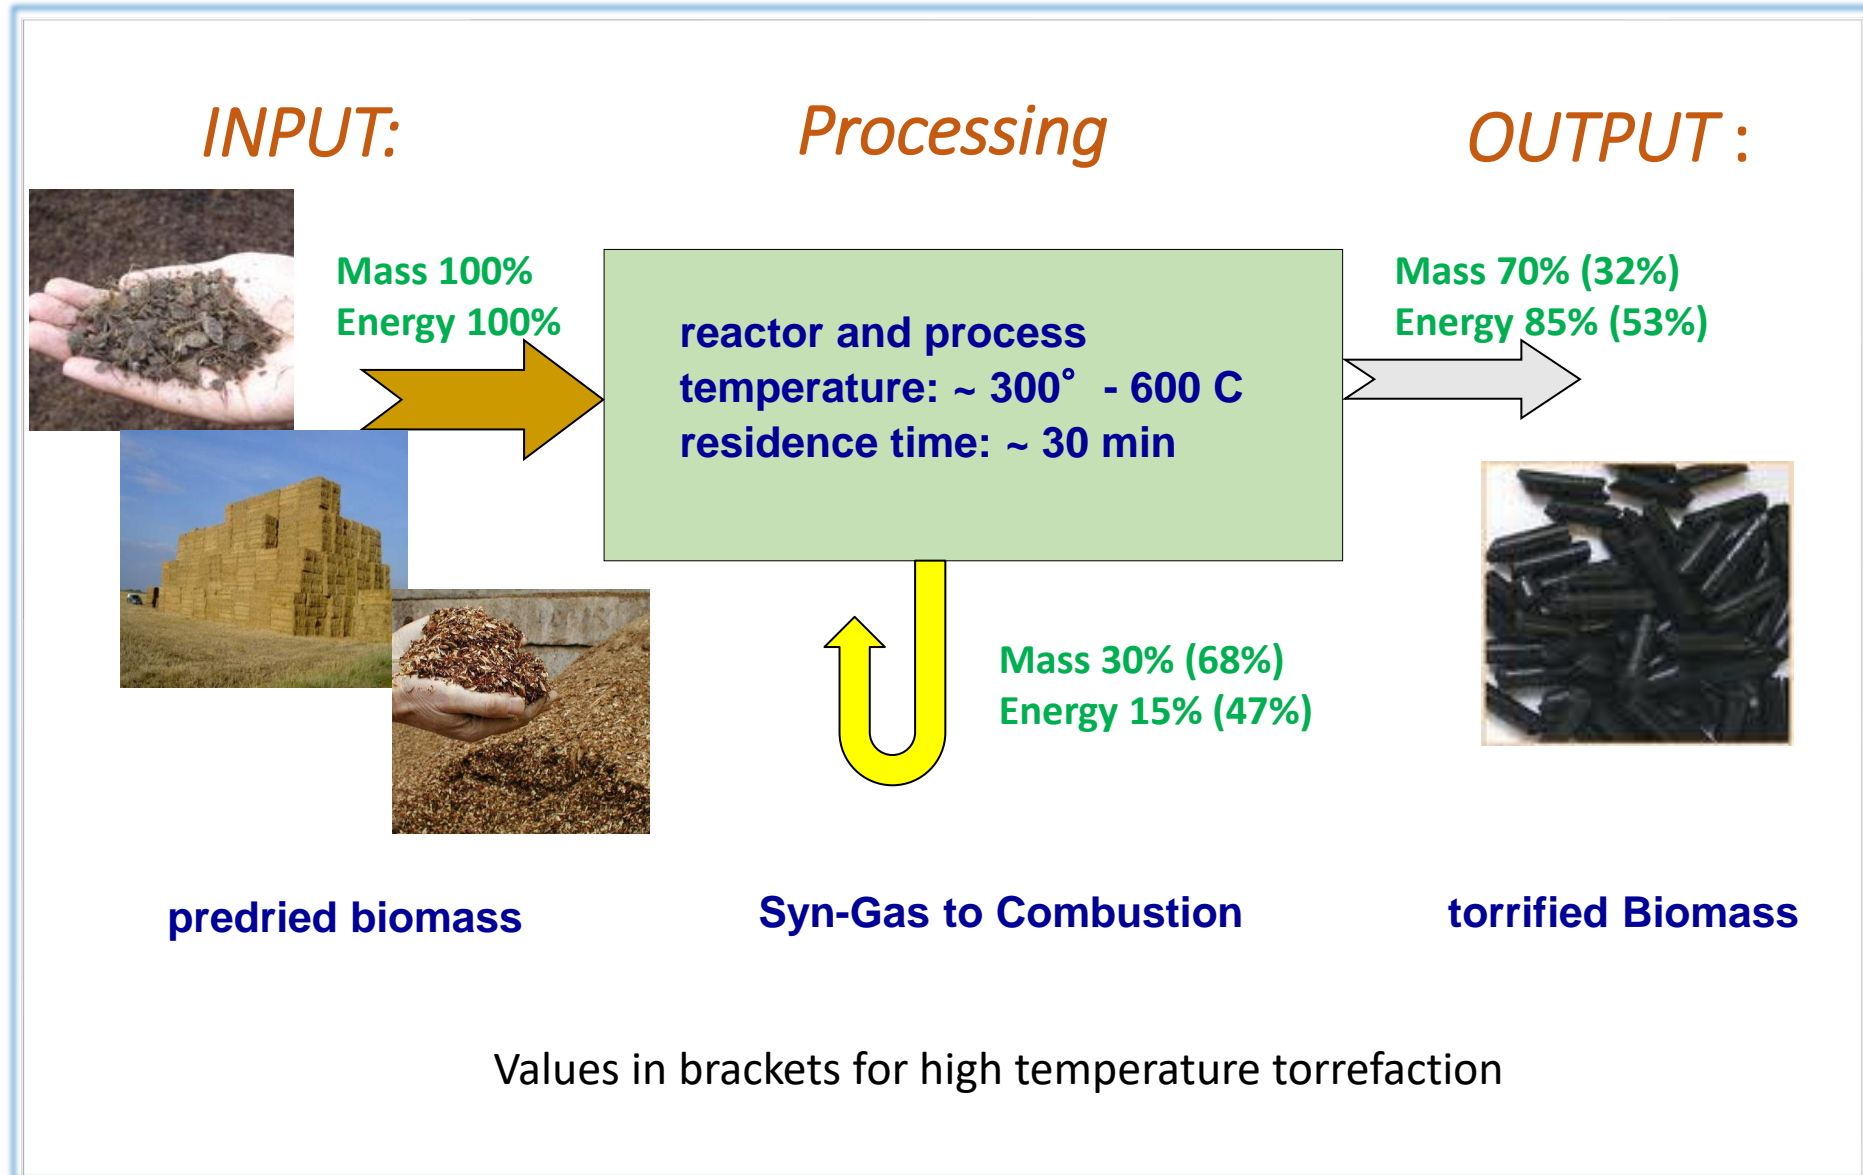 INPUT:
Processing
OUTPUT :
Mass 100%
Energy 100%
reactor and process
temperature: ~ 300° - 600 C
residence time: ~ 30 min
Mass 70% (32%)
Energy 85% (53%)
Mass 30% (68%)
Energy 15% (47%)
predried biomass
Syn-Gas to Combustion
torrified Biomass
Values in brackets for high temperature torrefaction